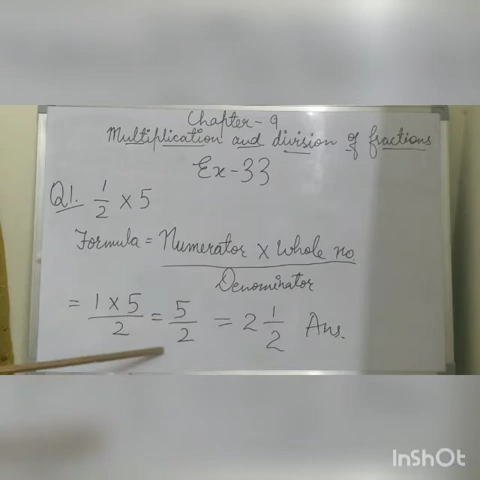 Chapter-9
Multiplication and division of fractions
Ex-33
Q1. 1/2 × 5
Formula = Numerator × Whole no. / Denominator
= 1 × 5 / 2 = 5/2 = 2 1/2 Ans.
InShOt